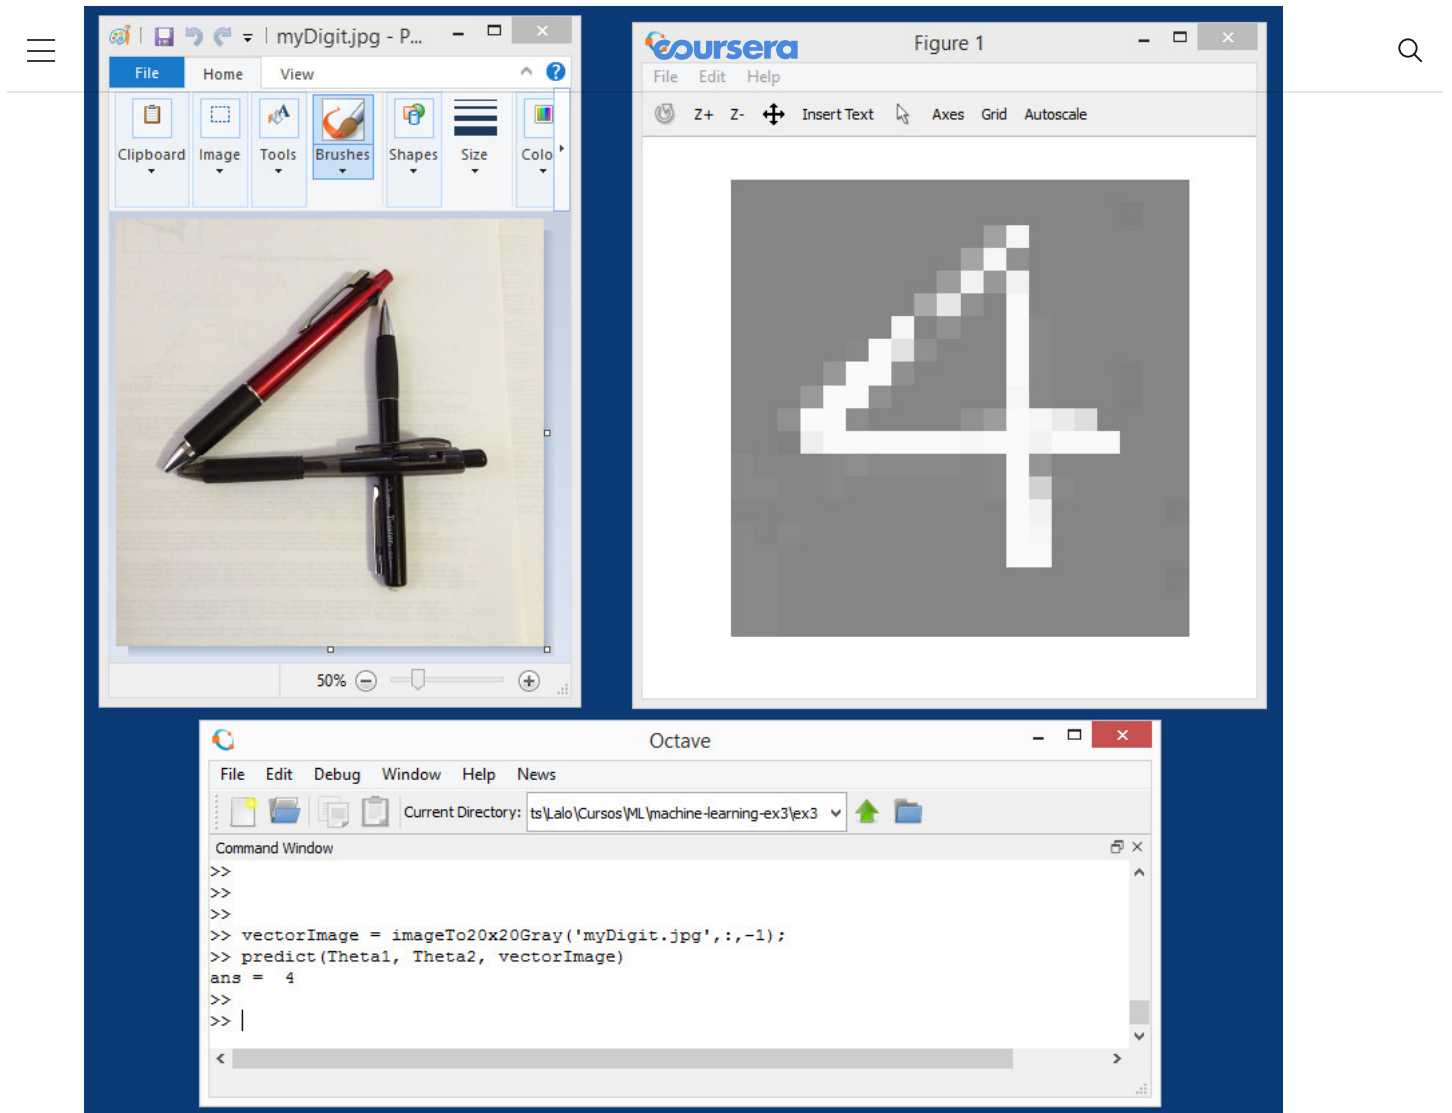 myDigit.jpg - P...
File Home View
Clipboard Image Tools Brushes Shapes Size Colo
50%
coursera
Figure 1
File Edit Help
Z+ Z- Insert Text Axes Grid Autoscale
Octave
File Edit Debug Window Help News
Current Directory: ts\Lalo\Cursos\ML\machine-learning-ex3\ex3
Command Window
>>
>>
>>
>> vectorImage = imageTo20x20Gray('myDigit.jpg',:,-1);
>> predict(Theta1, Theta2, vectorImage)
ans =  4
>>
>>